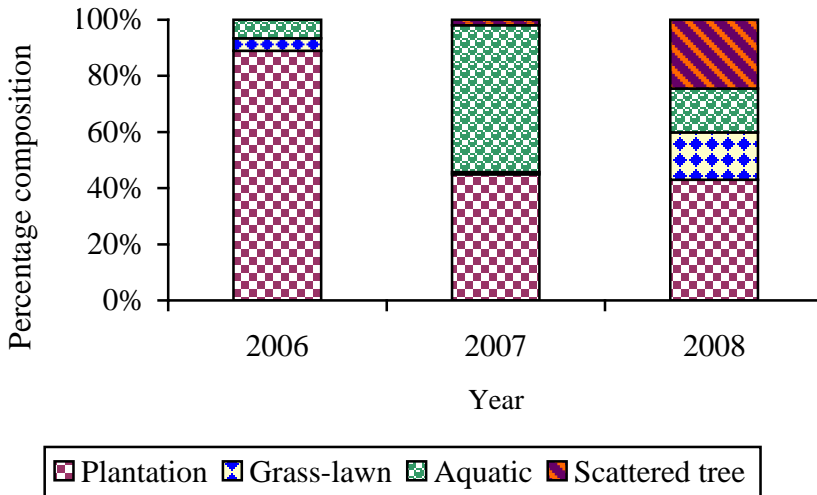 Percentage composition
100%
80%
60%
40%
20%
0%
2006 2007 2008
Year
Plantation Grass-lawn Aquatic Scattered tree